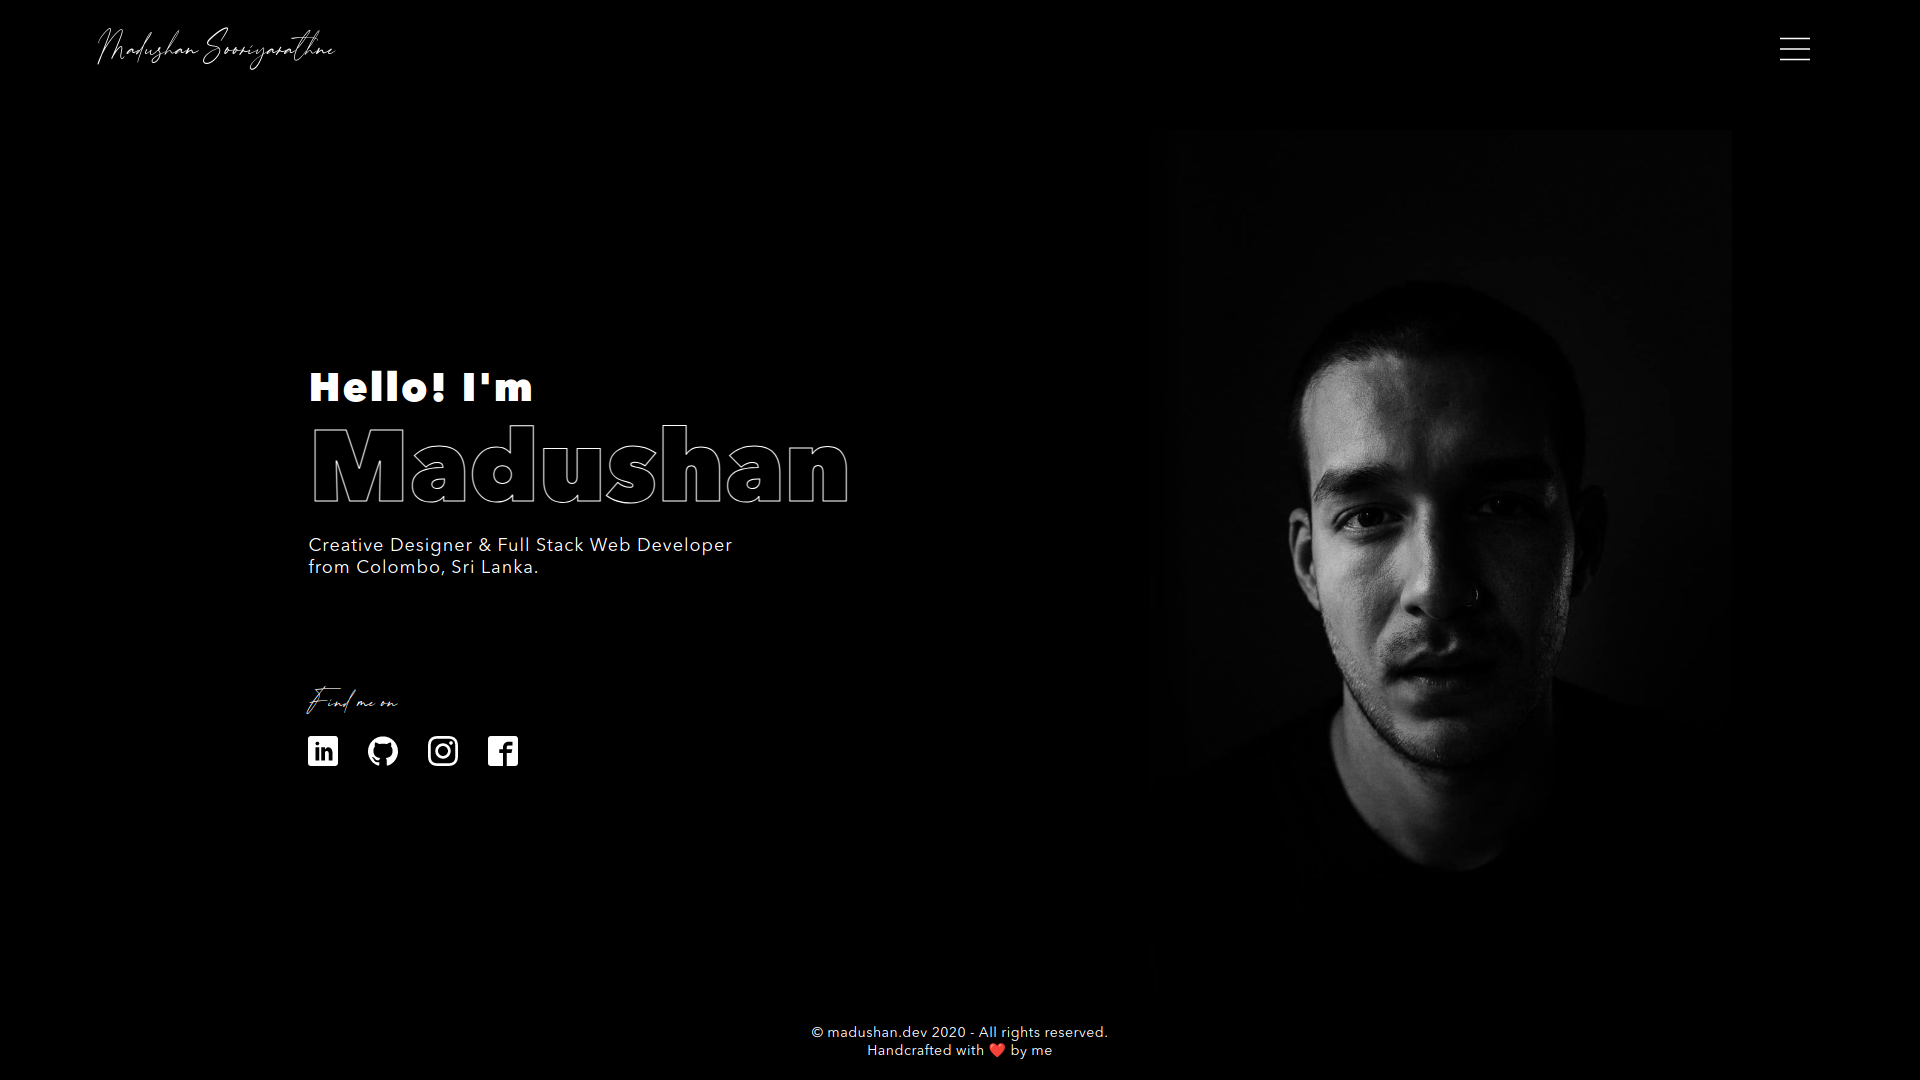 Madushan Sooriyarathne
Hello! I'm
Madushan
Creative Designer & Full Stack Web Developer
from Colombo, Sri Lanka.
Find me on
in
© madushan.dev 2020 - All rights reserved.
Handcrafted with ❤️ by me